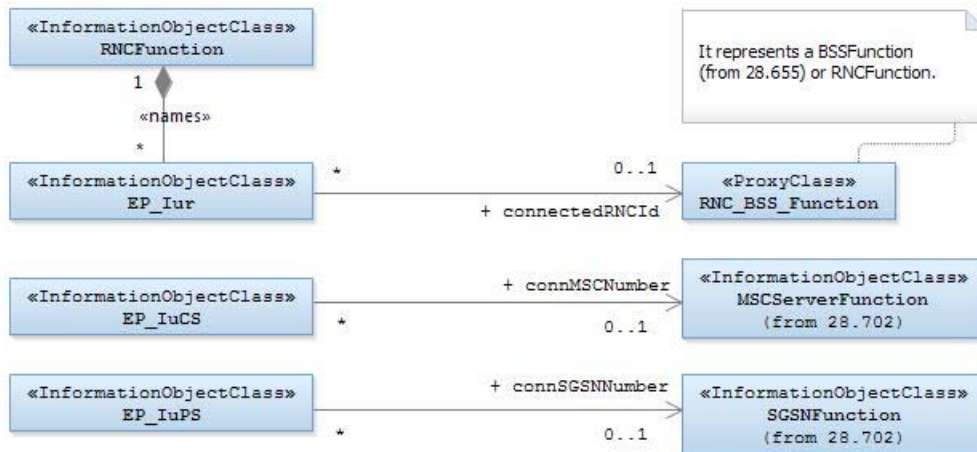 «InformationObjectClass»
RNCFunction
1
«names»
*
It represents a BSSFunction
(from 28.655) or RNCFunction.
«InformationObjectClass»
EP_Iur
*
0..1
+ connectedRNCId
«ProxyClass»
RNC_BSS_Function
«InformationObjectClass»
EP_IuCS
+ connMSCNumber
*
0..1
«InformationObjectClass»
MSCServerFunction
(from 28.702)
«InformationObjectClass»
EP_IuPS
+ connSGSNNumber
*
0..1
«InformationObjectClass»
SGSNFunction
(from 28.702)